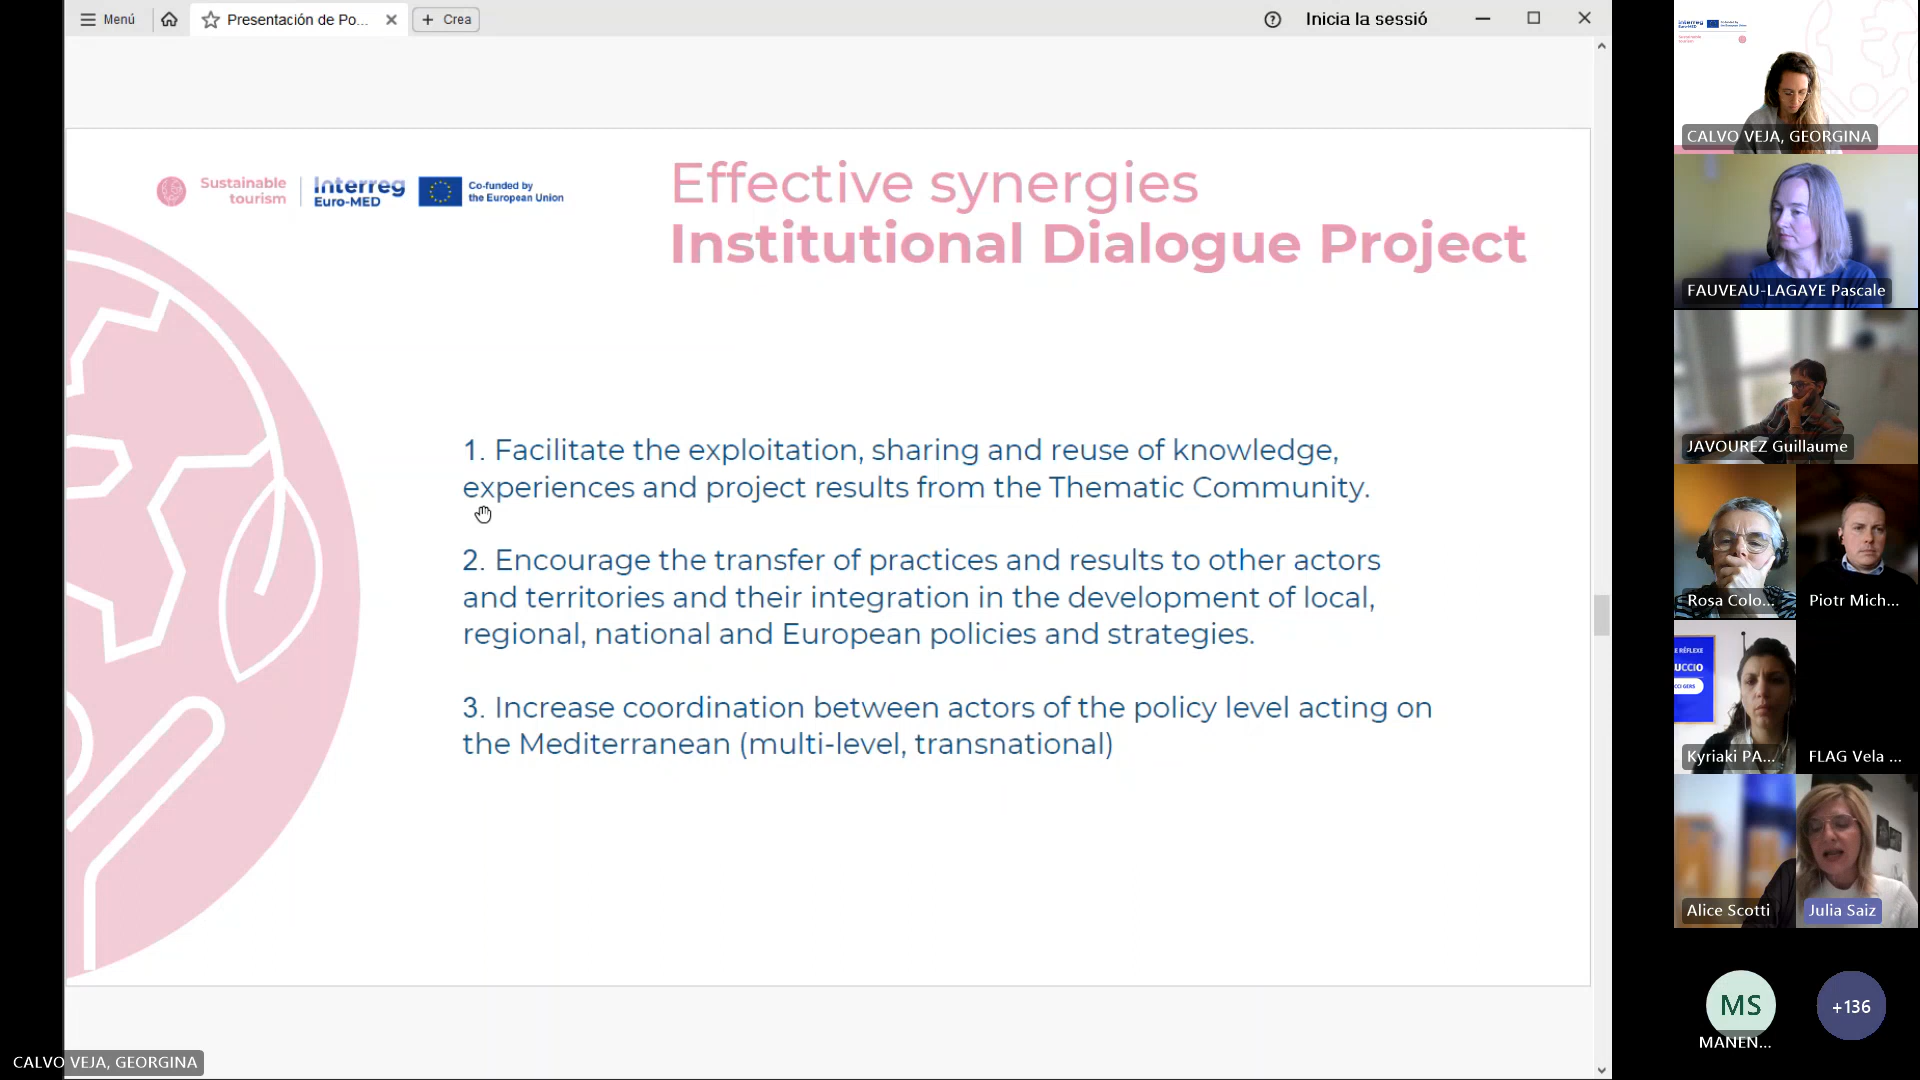 Menú
Presentación de Po...
Crea
Inicia la sessió
Sustainable
tourism
Interreg
Euro-MED
Co-funded by
the European Union
Effective synergies
Institutional Dialogue Project
1. Facilitate the exploitation, sharing and reuse of knowledge,
experiences and project results from the Thematic Community.
2. Encourage the transfer of practices and results to other actors
and territories and their integration in the development of local,
regional, national and European policies and strategies.
3. Increase coordination between actors of the policy level acting on
the Mediterranean (multi-level, transnational)
CALVO VEJA, GEORGINA
CALVO VEJA, GEORGINA
FAUVEAU-LAGAYE Pascale
JAVOUREZ Guillaume
Rosa Colo...
Piotr Mich...
Kyriaki PA...
FLAG Vela ...
Alice Scotti
Julia Saiz
MS
MANEN...
+136